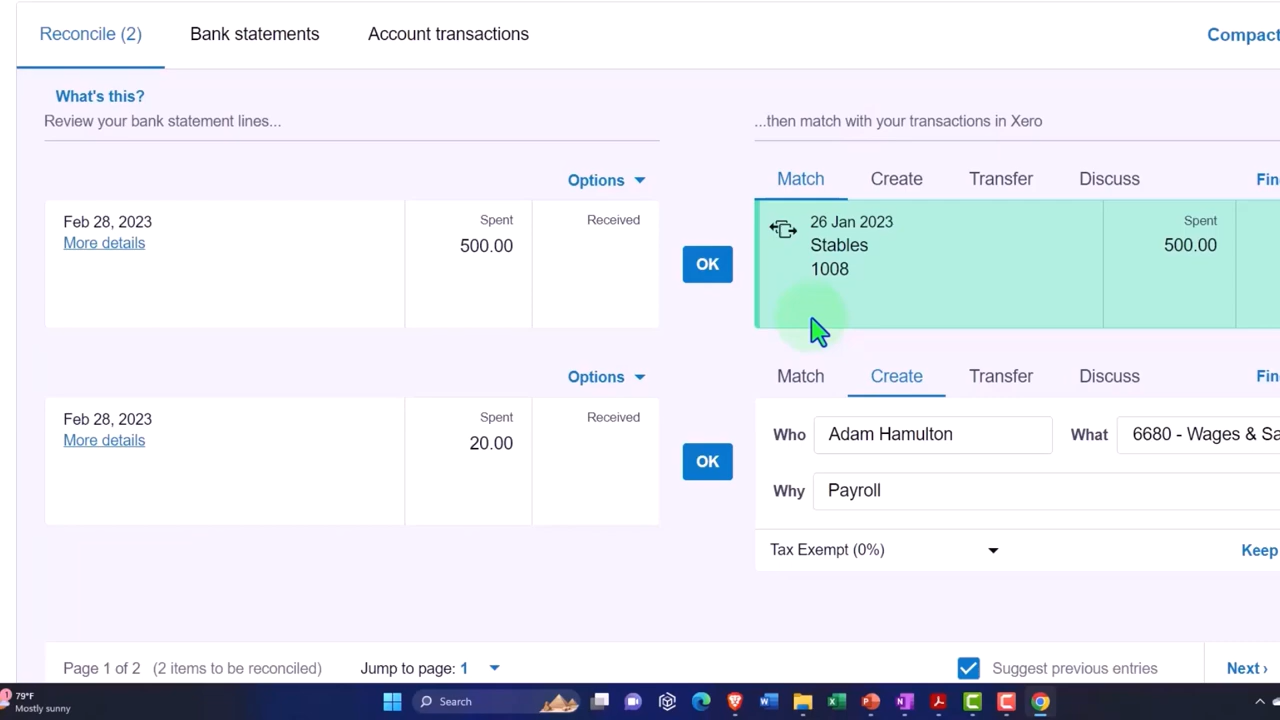 Reconcile (2)
Bank statements
Account transactions
Compact
What's this?
Review your bank statement lines...
...then match with your transactions in Xero
Options
Match
Create
Transfer
Discuss
Fin
Feb 28, 2023
More details
Spent
500.00
Received
OK
26 Jan 2023
Stables
1008
Spent
500.00
Options
Match
Create
Transfer
Discuss
Fin
Feb 28, 2023
More details
Spent
20.00
Received
OK
Who
Adam Hamulton
What
6680 - Wages & Sa
Why
Payroll
Tax Exempt (0%)
Keep
Page 1 of 2
(2 items to be reconciled)
Jump to page: 1
Suggest previous entries
Next ›
1
79°F
Mostly sunny
Search